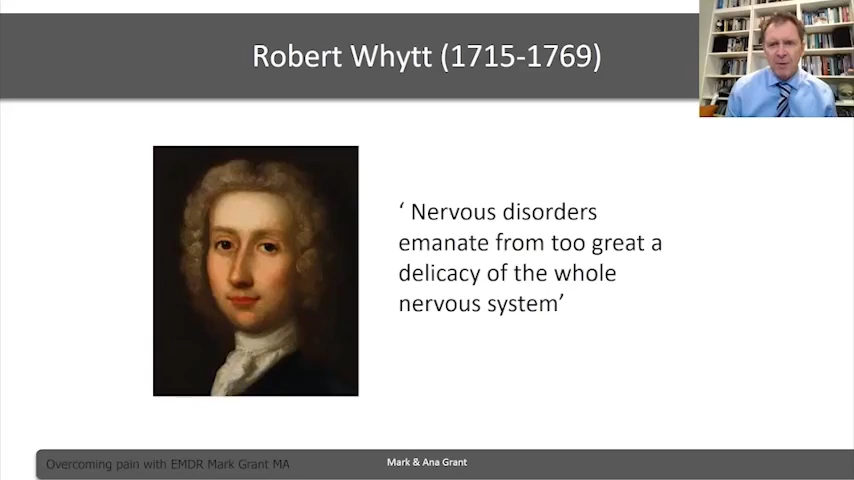 Robert Whytt (1715-1769)
‘ Nervous disorders
emanate from too great a
delicacy of the whole
nervous system’
Overcoming pain with EMDR Mark Grant MA
Mark & Ana Grant